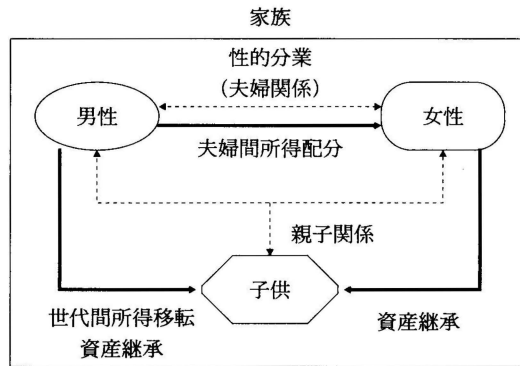 家族
性的分業
(夫婦関係)
男性
女性
夫婦間所得配分
親子関係
子供
世代間所得移転
資産継承
資産継承